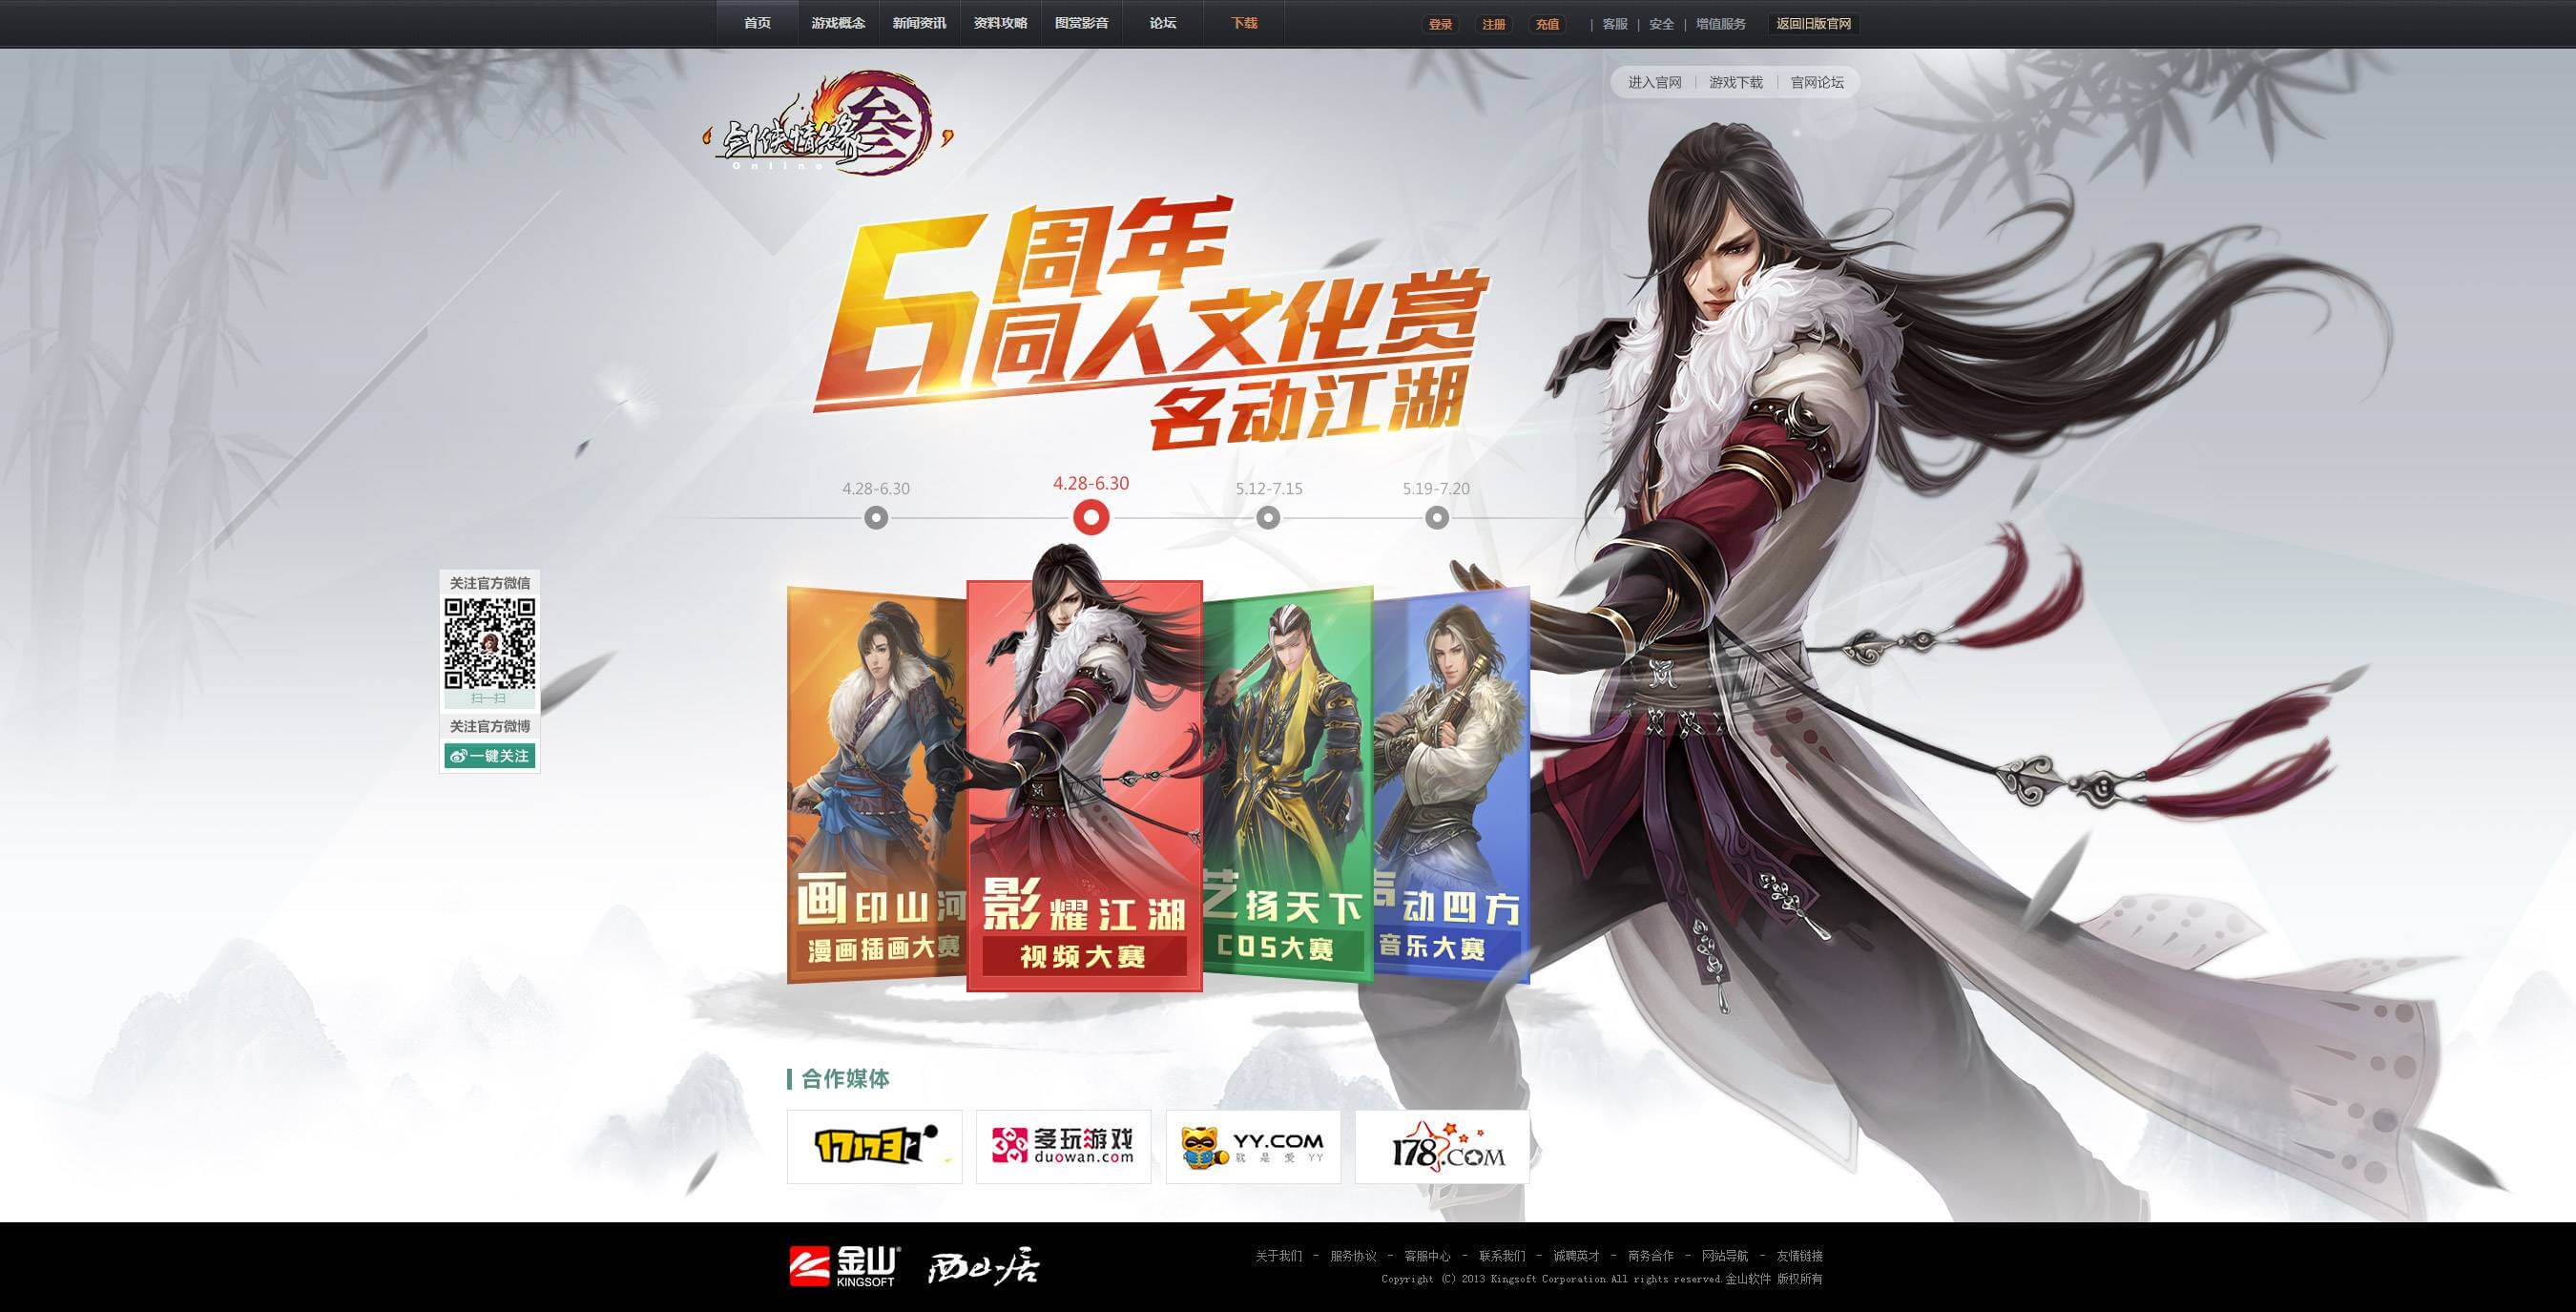 首页 游戏概念 新闻资讯 资料攻略 图赏影音 论坛 下载 登录 注册 充值 | 客服 | 安全 | 增值服务 返回旧版官网
进入官网 | 游戏下载 | 官网论坛
剑侠情缘 叁
Online
6周年
同人文化赏
名动江湖
4.28-6.30 4.28-6.30 5.12-7.15 5.19-7.20
关注官方微信
扫一扫
关注官方微博
一键关注
画印山河
漫画插画大赛
影耀江湖
视频大赛
艺扬天下
COS大赛
声动四方
音乐大赛
合作媒体
17173
多玩游戏
duowan.com
YY.COM
就是爱YY
178.COM
金山
KINGSOFT
西山居
关于我们 - 服务协议 - 客服中心 - 联系我们 - 诚聘英才 - 商务合作 - 网站导航 - 友情链接
Copyright (C) 2013 Kingsoft Corporation.All rights reserved.金山软件 版权所有